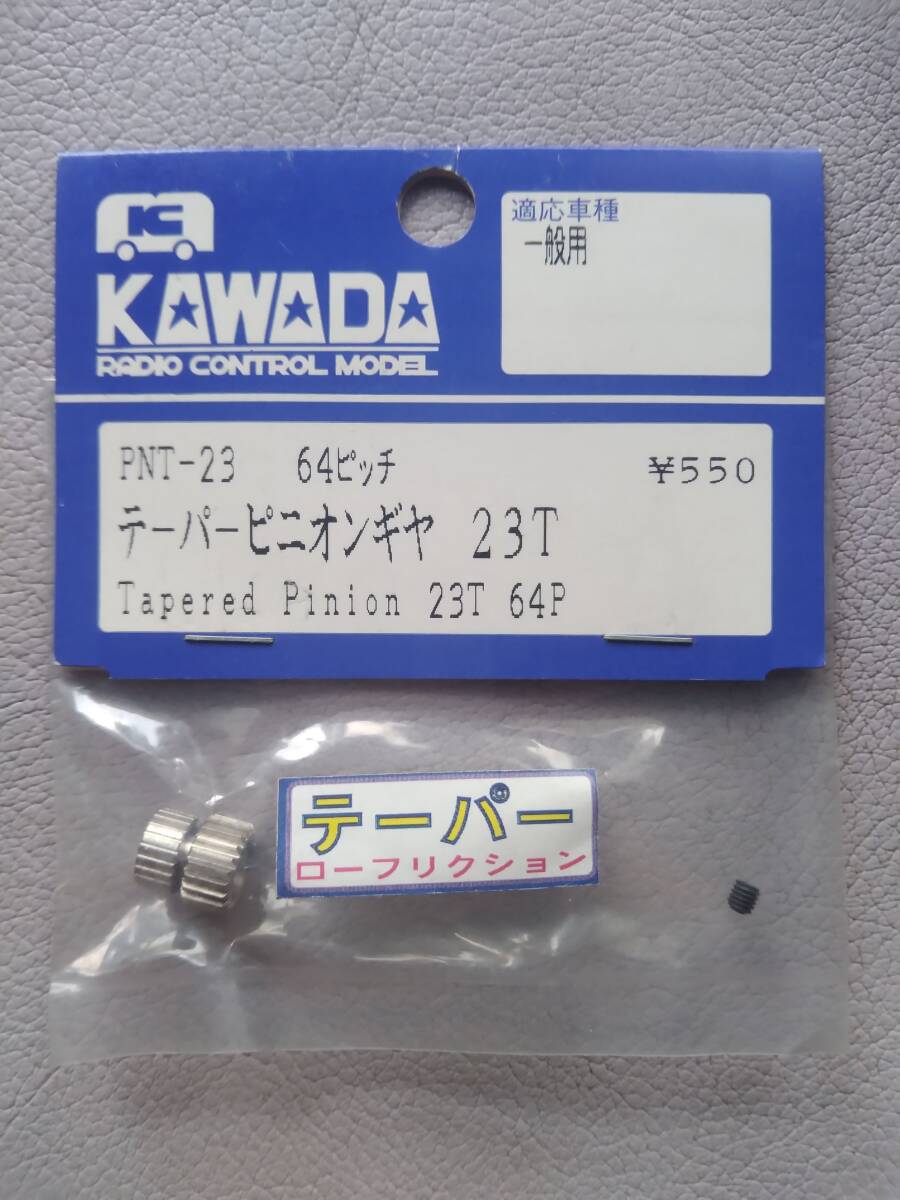 KAWADA
RADIO CONTROL MODEL
適応車種
一般用
PNT-23 64ピッチ ¥550
テーパーピニオンギヤ 23T
Tapered Pinion 23T 64P
テーパー
ローフリクション